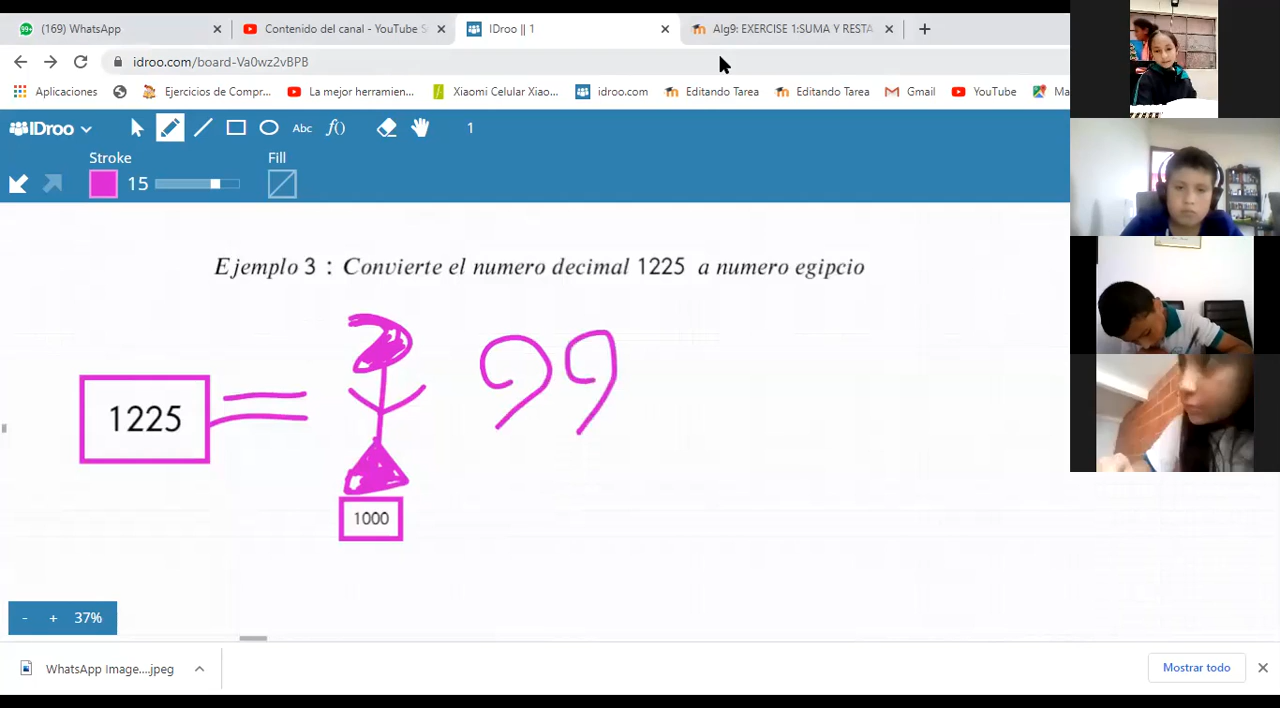 99+ (169) WhatsApp
Contenido del canal - YouTube S
IDroo || 1
Alg9: EXERCISE 1:SUMA Y RESTA
idroo.com/board-Va0wz2vBPB
Aplicaciones
Ejercicios de Compr...
La mejor herramien...
Xiaomi Celular Xiao...
idroo.com
Editando Tarea
Editando Tarea
Gmail
YouTube
Ma
IDroo
Abc
f()
1
Stroke
Fill
15
Ejemplo 3 : Convierte el numero decimal 1225 a numero egipcio
1225
=
1000
- + 37%
WhatsApp Image....jpeg
Mostrar todo